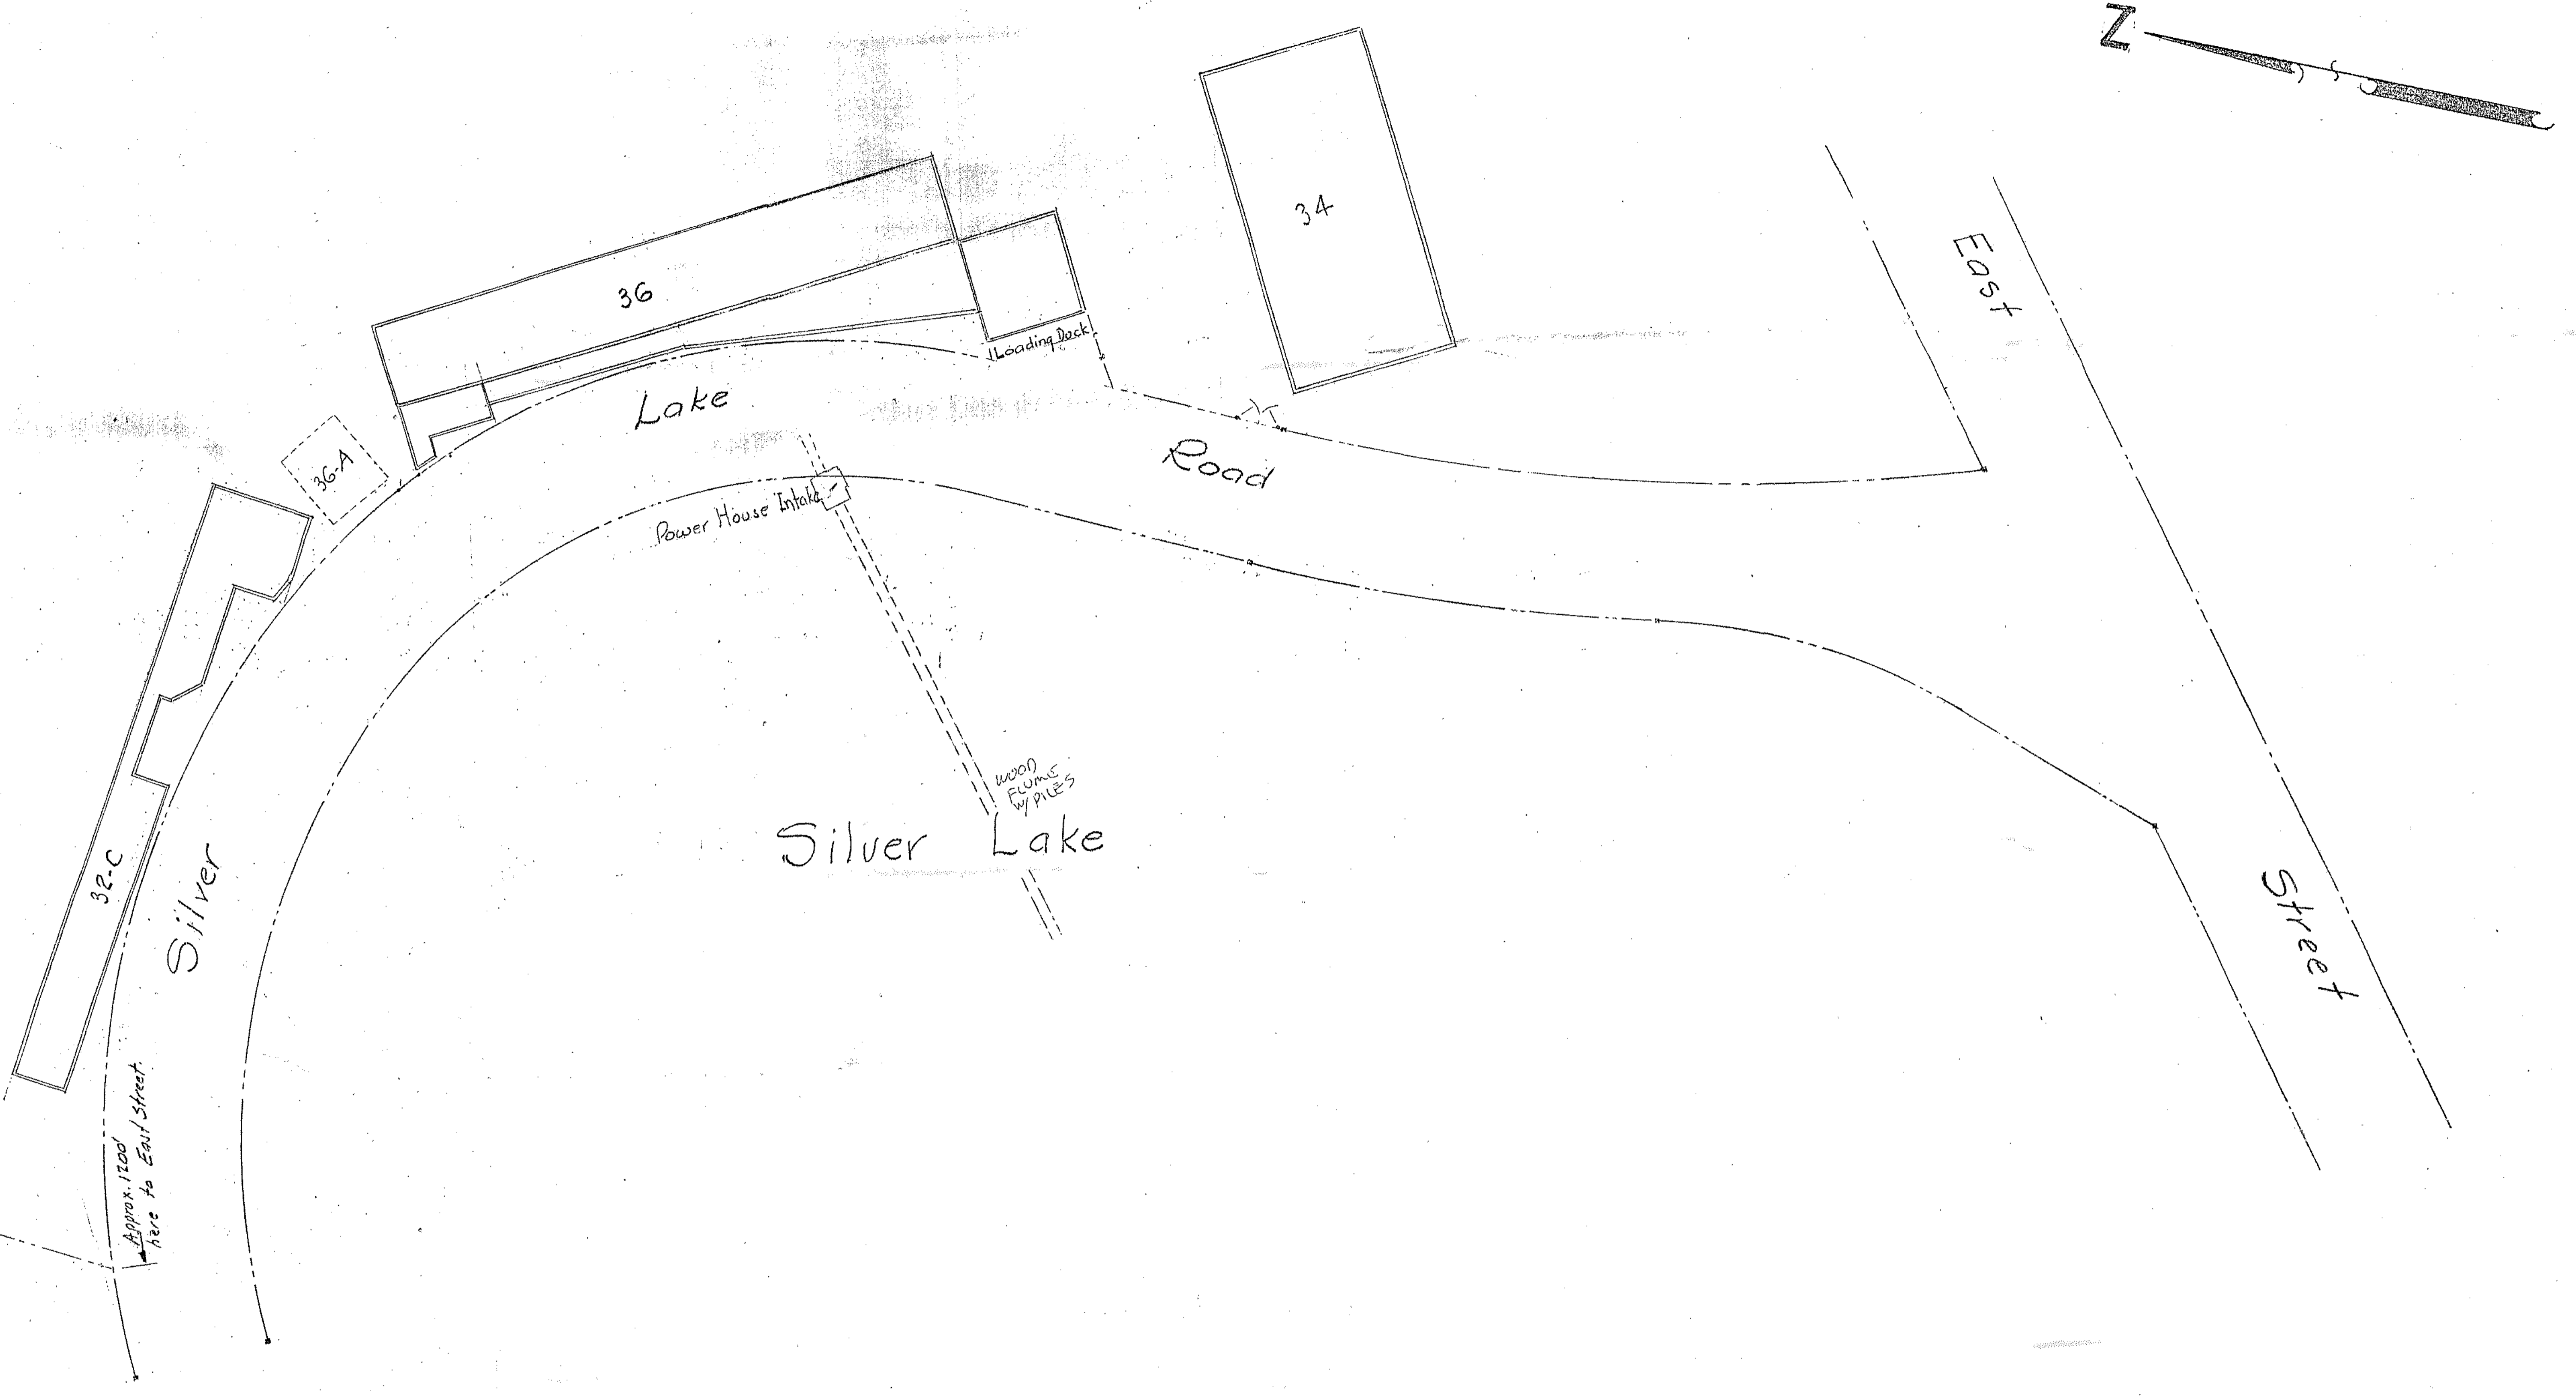 N
34
East
36
Loading Dock
Lake
Road
36-A
Power House Intake
WOOD
FLUME
W/ PILES
Silver Lake
32-C
Silver
Street
Approx. 1200'
here to East Street.